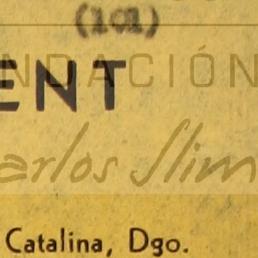 (101)
NDACIÓN
ENT
arlos Slim
Catalina, Dgo.